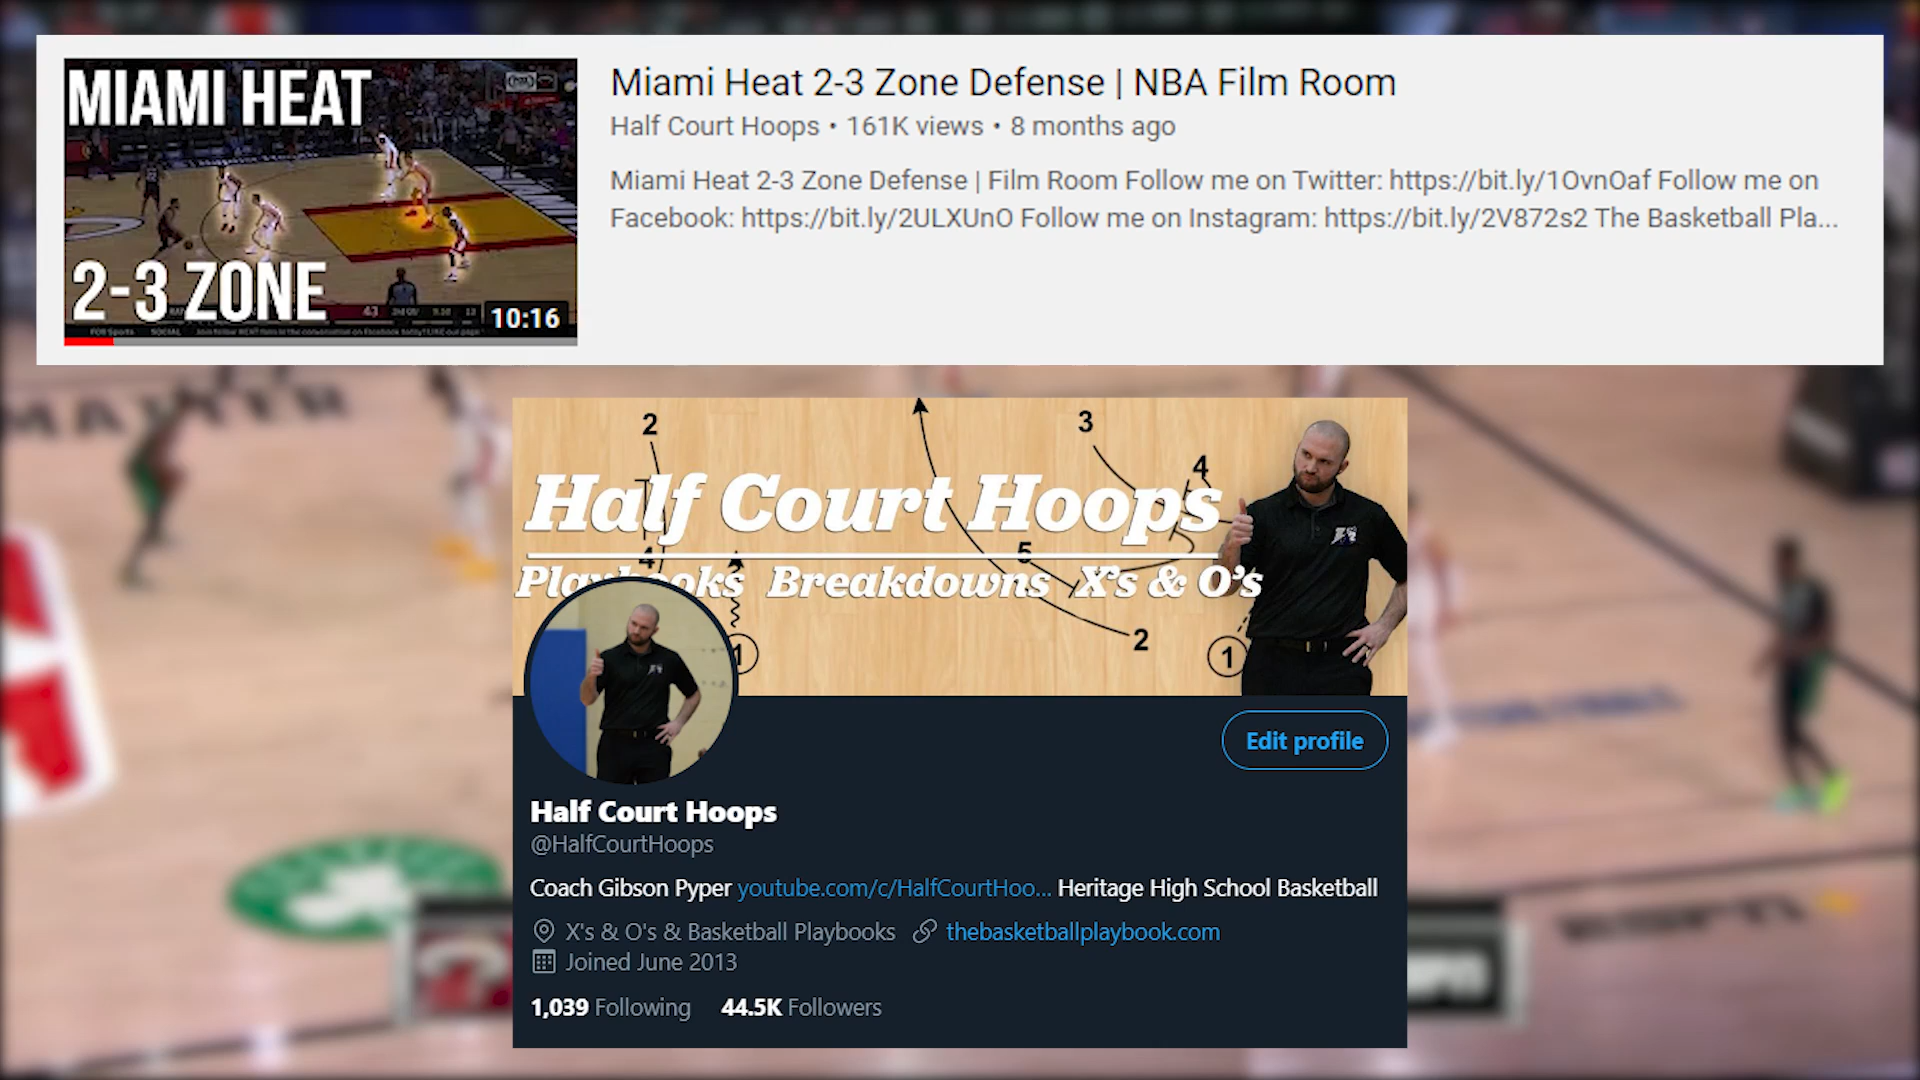 MIAMI HEAT
2-3 ZONE
10:16
Miami Heat 2-3 Zone Defense | NBA Film Room
Half Court Hoops • 161K views • 8 months ago
Miami Heat 2-3 Zone Defense | Film Room Follow me on Twitter: https://bit.ly/1OvnOaf Follow me on
Facebook: https://bit.ly/2ULXUnO Follow me on Instagram: https://bit.ly/2V872s2 The Basketball Pla...
2
3
4
Half Court Hoops
4
5
Breakdowns X's & O's
2
1
1
Edit profile
Half Court Hoops
@HalfCourtHoops
Coach Gibson Pyper youtube.com/c/HalfCourtHoo... Heritage High School Basketball
X's & O's & Basketball Playbooks thebasketballplaybook.com
Joined June 2013
1,039 Following 44.5K Followers
ESPN